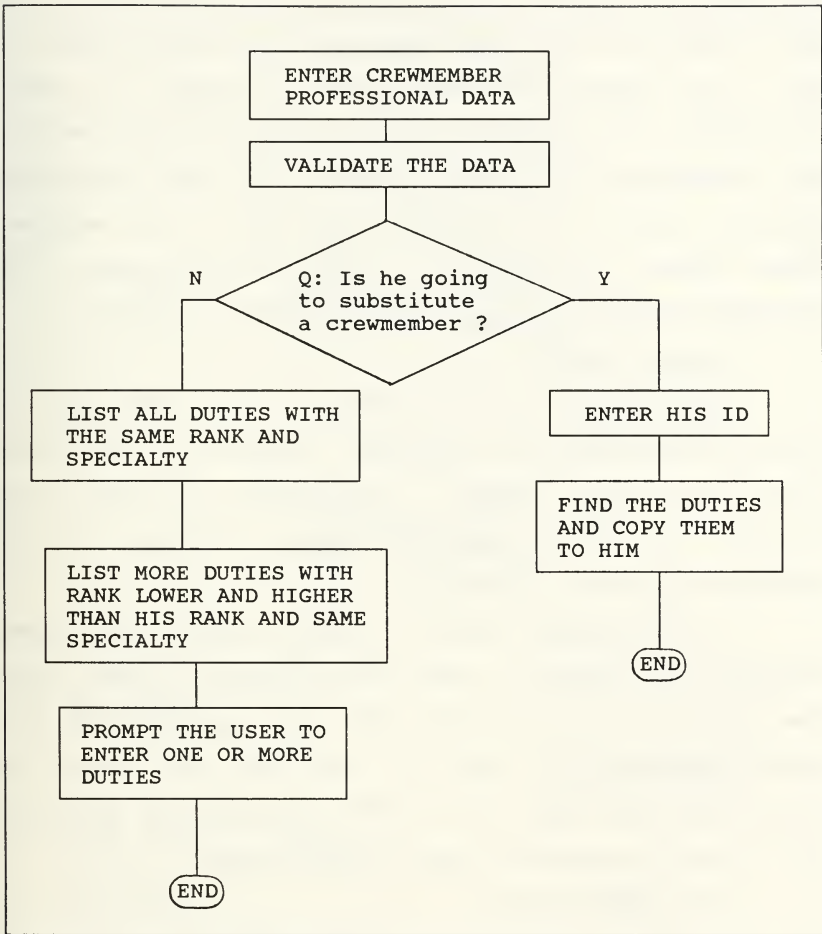 ENTER CREWMEMBER
PROFESSIONAL DATA
VALIDATE THE DATA
N
Q: Is he going
to substitute
a crewmember ?
Y
LIST ALL DUTIES WITH
THE SAME RANK AND
SPECIALTY
LIST MORE DUTIES WITH
RANK LOWER AND HIGHER
THAN HIS RANK AND SAME
SPECIALTY
PROMPT THE USER TO
ENTER ONE OR MORE
DUTIES
END
ENTER HIS ID
FIND THE DUTIES
AND COPY THEM
TO HIM
END